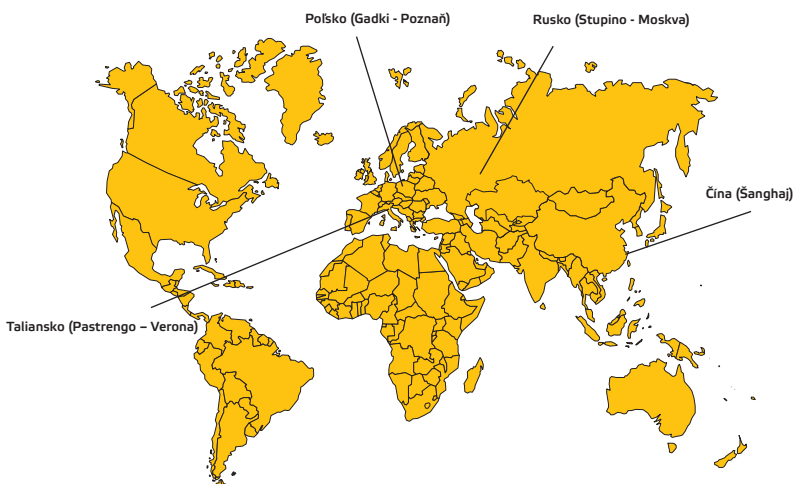 Poľsko (Gadki - Poznaň)
Rusko (Stupino - Moskva)
Čína (Šanghaj)
Taliansko (Pastrengo – Verona)